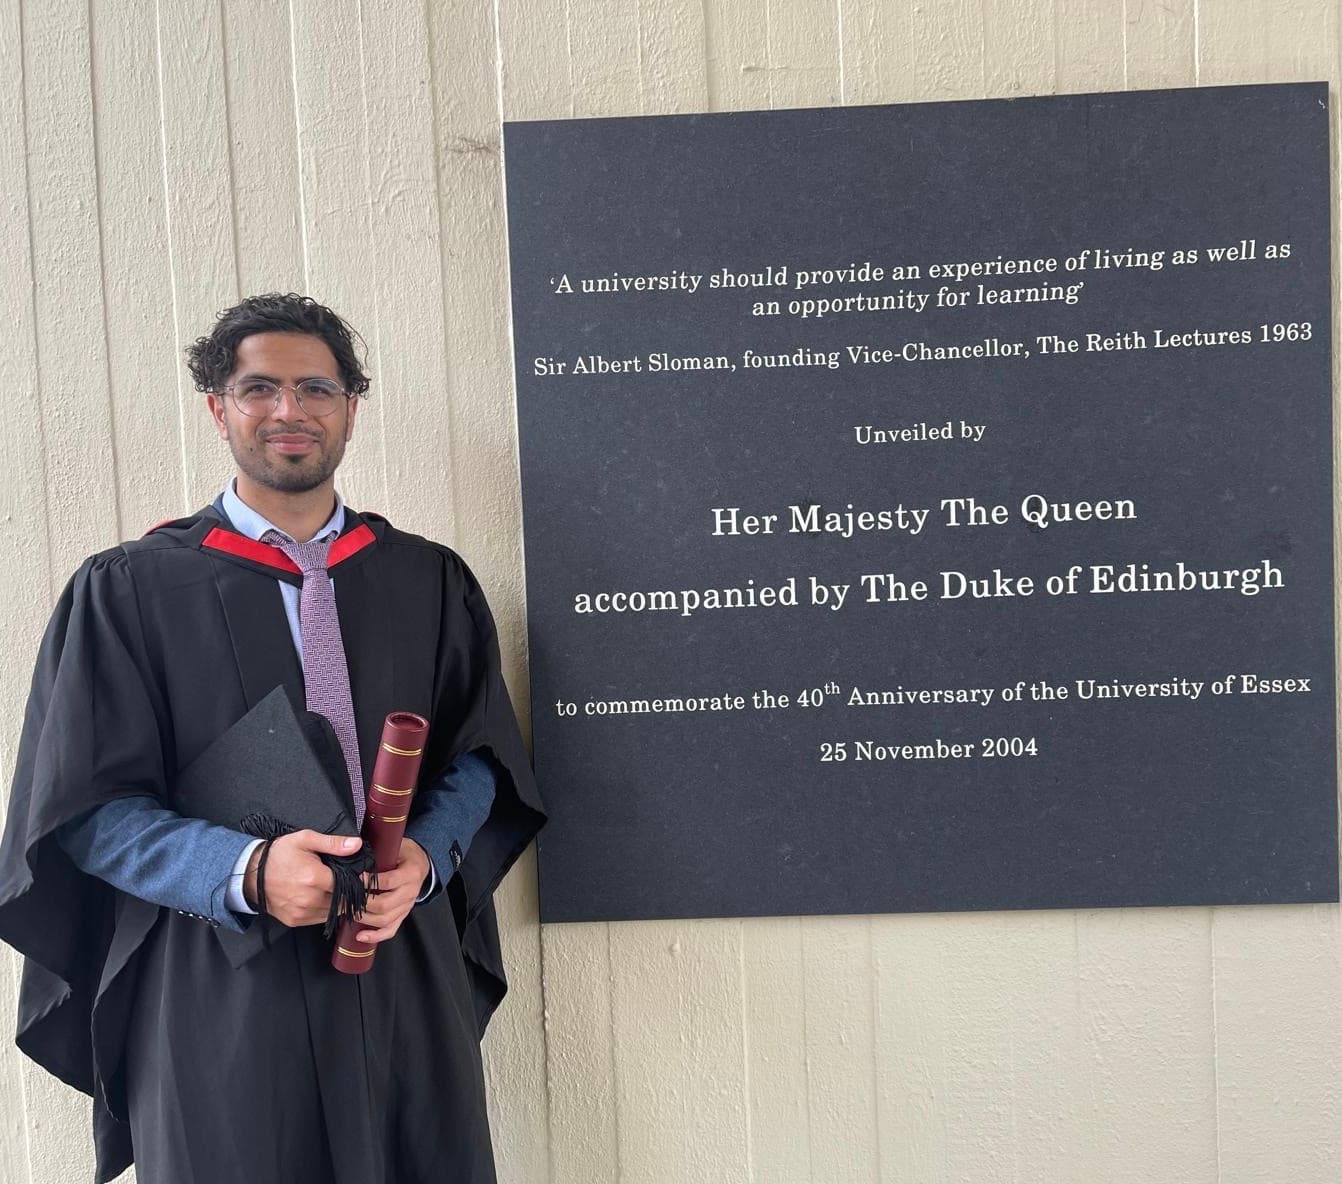 ‘A university should provide an experience of living as well as
an opportunity for learning’
Sir Albert Sloman, founding Vice-Chancellor, The Reith Lectures 1963
Unveiled by
Her Majesty The Queen
accompanied by The Duke of Edinburgh
to commemorate the 40th Anniversary of the University of Essex
25 November 2004